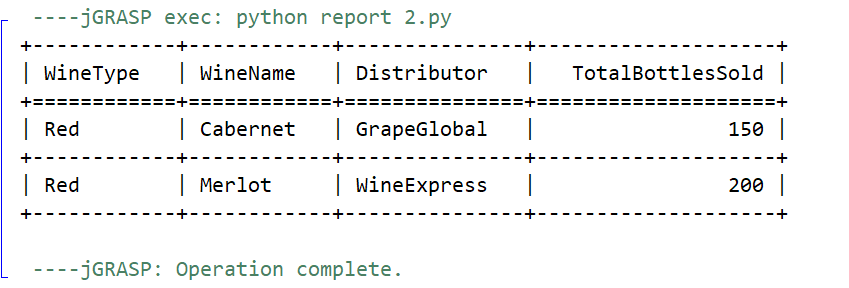 ----jGRASP exec: python report 2.py
+------------+------------+---------------+--------------------+
| WineType   | WineName   | Distributor   |   TotalBottlesSold |
+============+============+===============+====================+
| Red        | Cabernet   | GrapeGlobal   |                150 |
+------------+------------+---------------+--------------------+
| Red        | Merlot     | WineExpress   |                200 |
+------------+------------+---------------+--------------------+
----jGRASP: Operation complete.